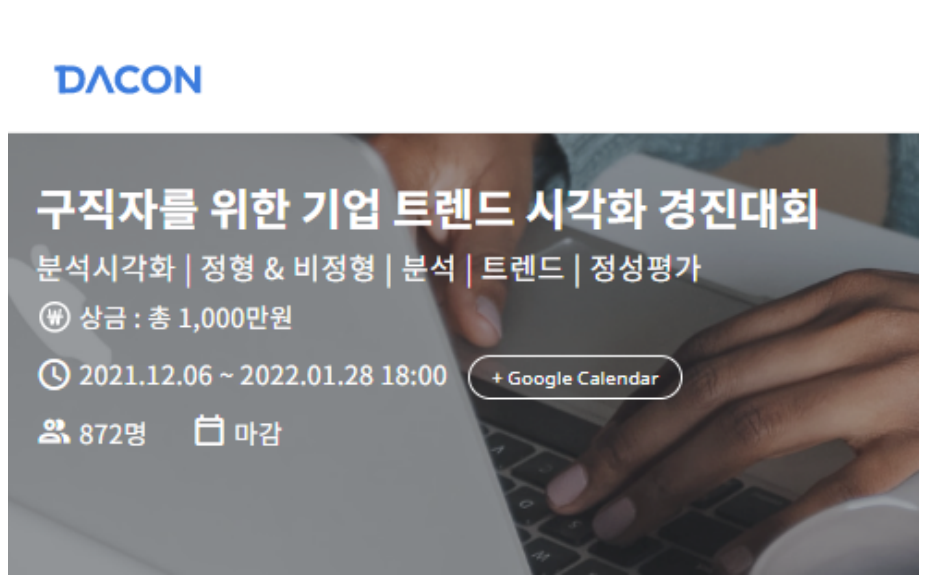 DACON
구직자를 위한 기업 트렌드 시각화 경진대회
분석시각화 | 정형 & 비정형 | 분석 | 트렌드 | 정성평가
₩ 상금 : 총 1,000만원
2021.12.06 ~ 2022.01.28 18:00 + Google Calendar
872명 마감